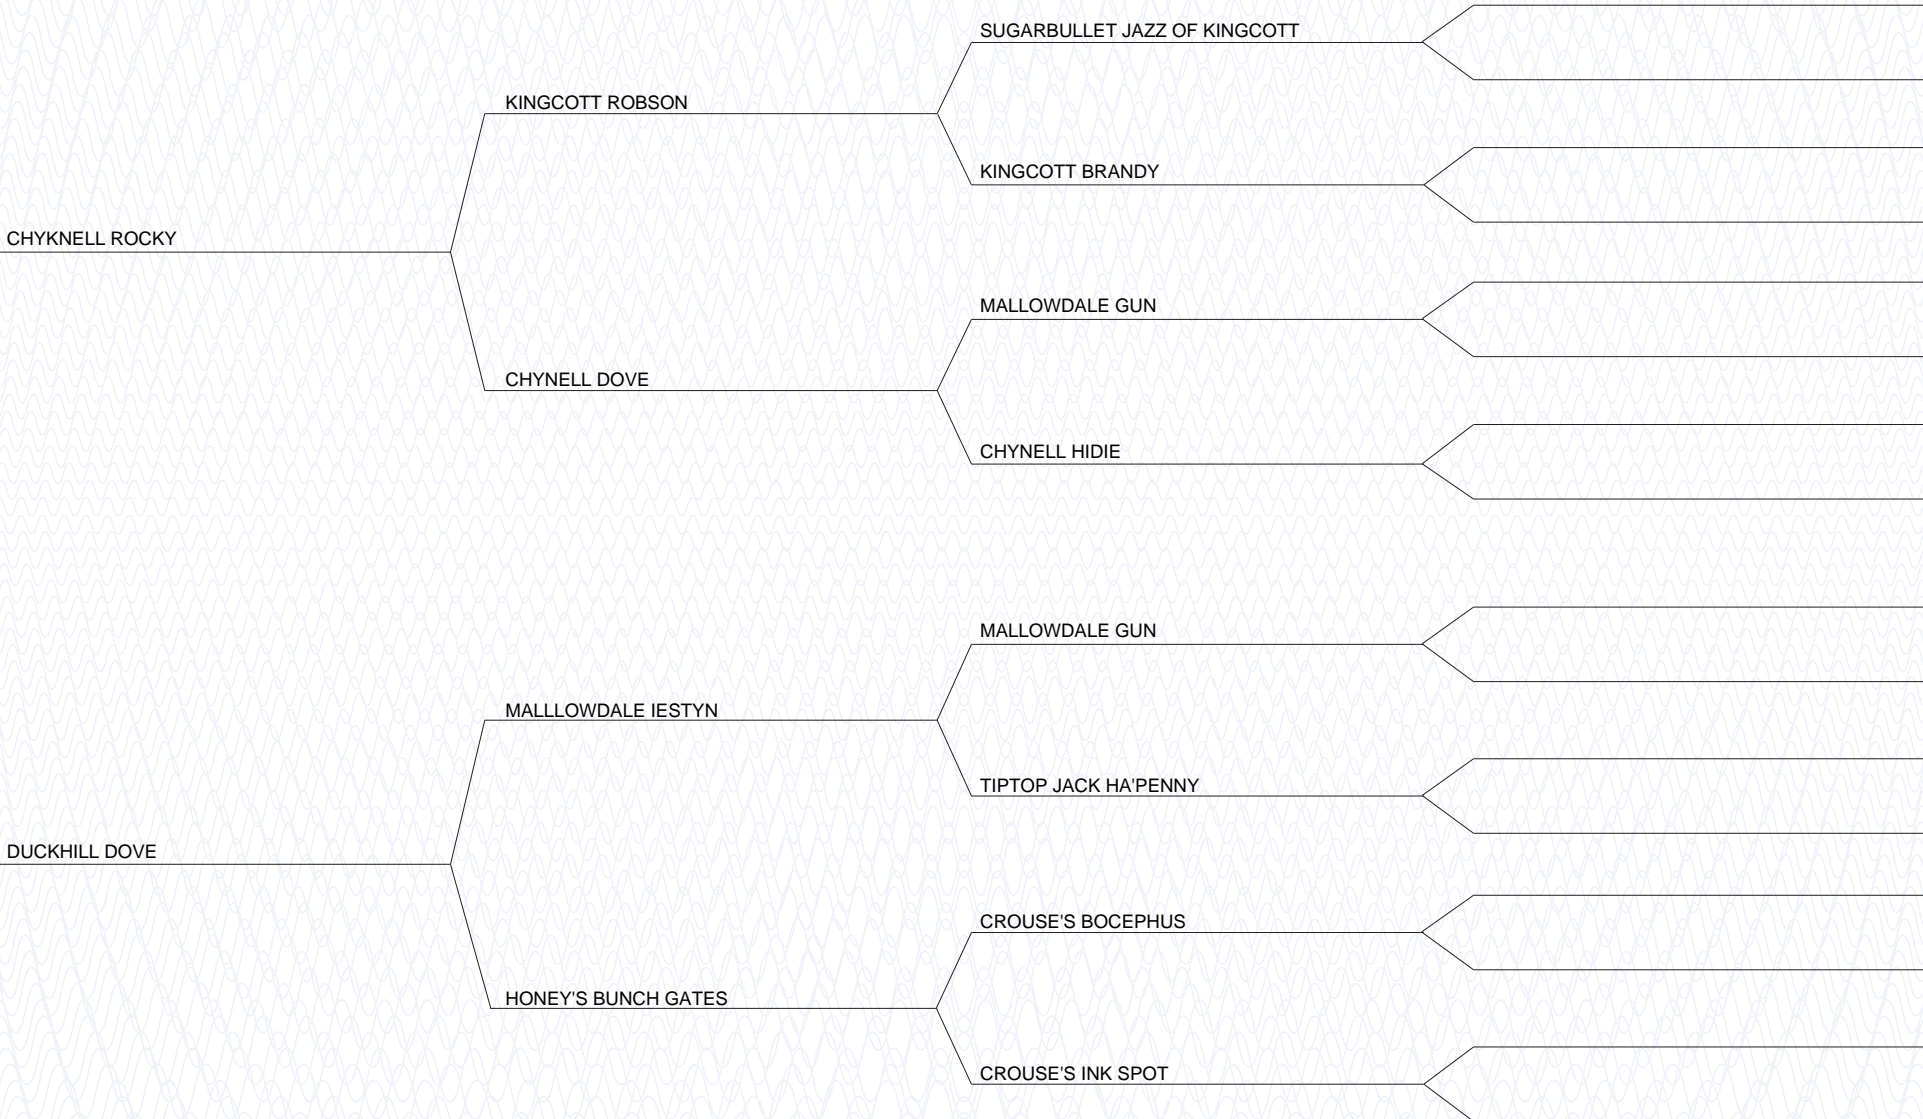 SUGARBULLET JAZZ OF KINGCOTT
KINGCOTT ROBSON
KINGCOTT BRANDY
CHYKNELL ROCKY
MALLOWDALE GUN
CHYNELL DOVE
CHYNELL HIDIE
MALLOWDALE GUN
MALLLOWDALE IESTYN
TIPTOP JACK HA'PENNY
DUCKHILL DOVE
CROUSE'S BOCEPHUS
HONEY'S BUNCH GATES
CROUSE'S INK SPOT